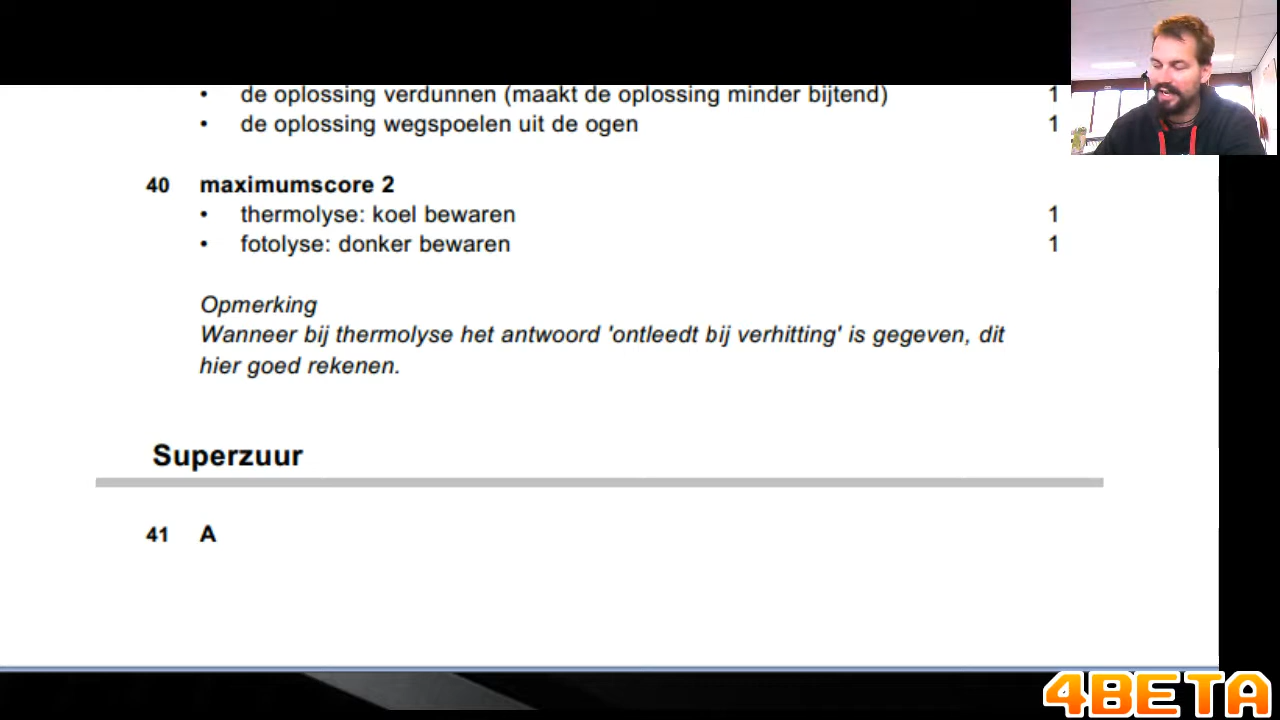 • de oplossing verdunnen (maakt de oplossing minder bijtend) 1
• de oplossing wegspoelen uit de ogen 1
40 maximumscore 2
• thermolyse: koel bewaren 1
• fotolyse: donker bewaren 1
Opmerking
Wanneer bij thermolyse het antwoord 'ontleedt bij verhitting' is gegeven, dit
hier goed rekenen.
Superzuur
41 A
4BETA